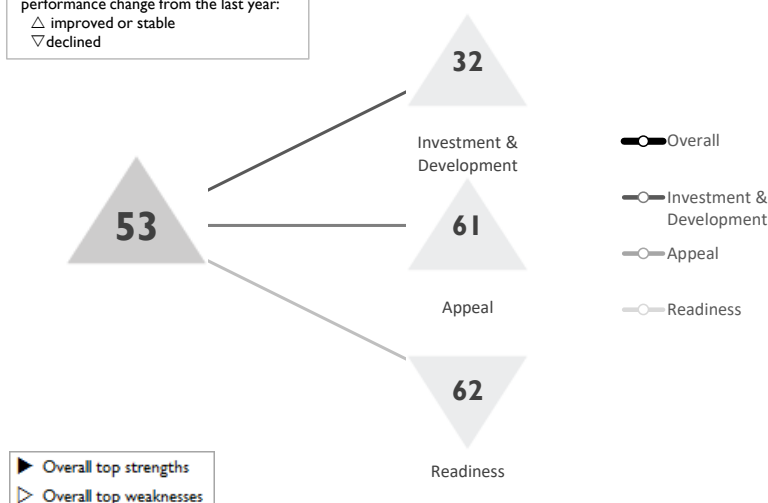 performance change from the last year:
△ improved or stable
▽ declined
32
Investment &
Development
53
61
Appeal
62
Readiness
Overall
Investment &
Development
Appeal
Readiness
▶ Overall top strengths
▷ Overall top weaknesses